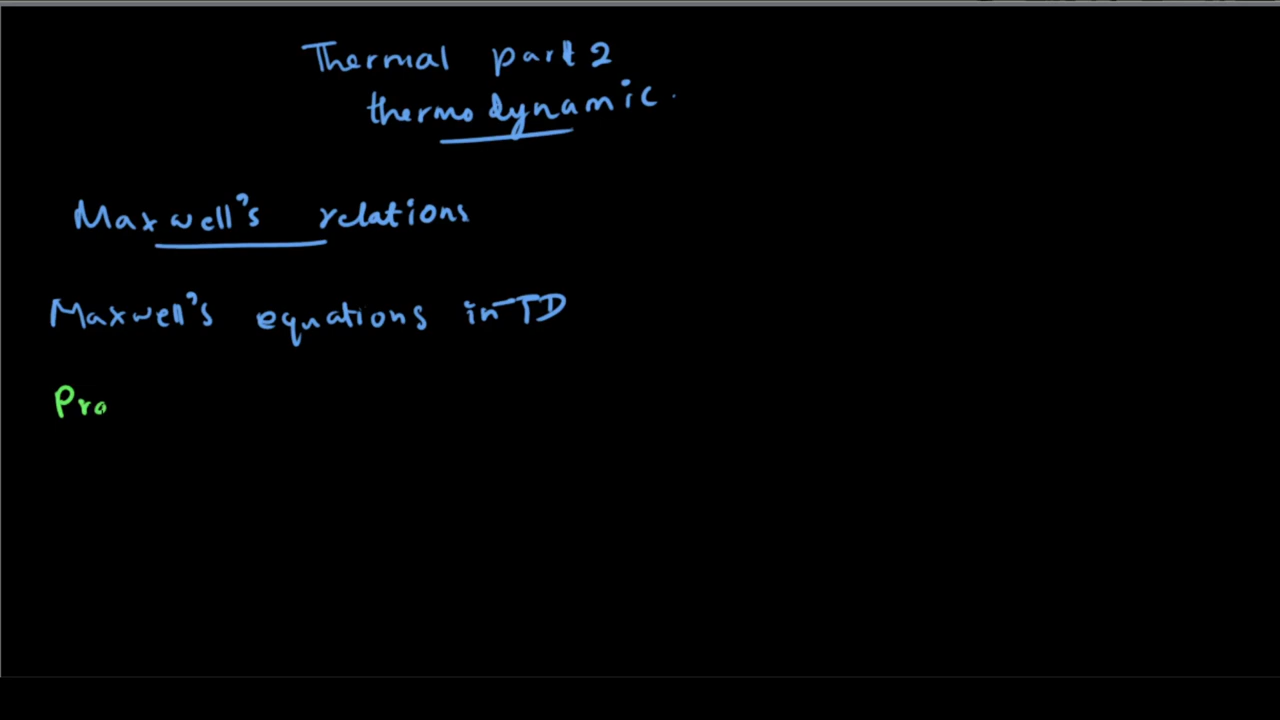 Thermal part 2
thermodynamic.
Maxwell's relations
Maxwell's equations in TD
Pro